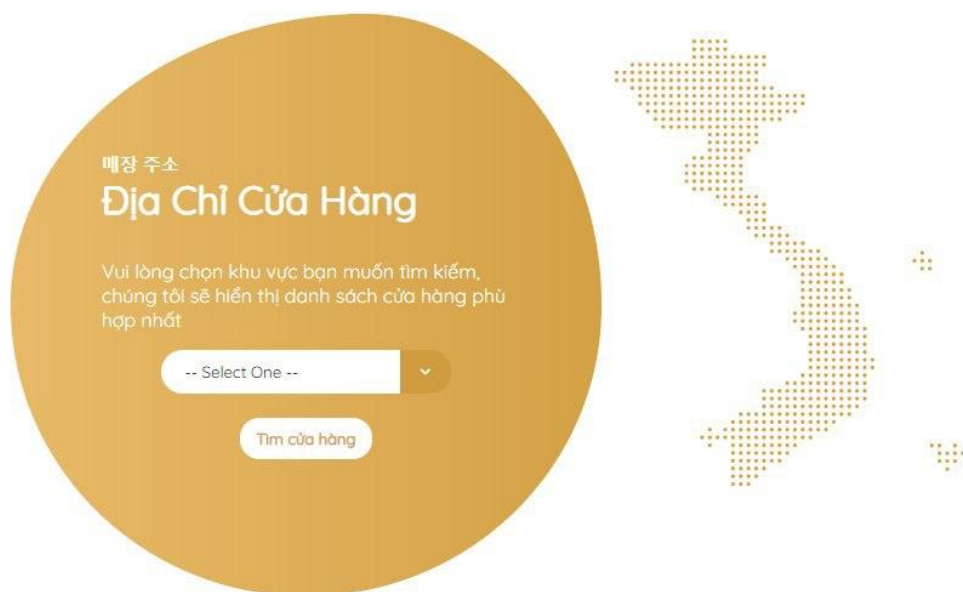 매장 주소
Địa Chỉ Cửa Hàng
Vui lòng chọn khu vực bạn muốn tìm kiếm,
chúng tôi sẽ hiển thị danh sách cửa hàng phù
hợp nhất
-- Select One --
Tìm cửa hàng